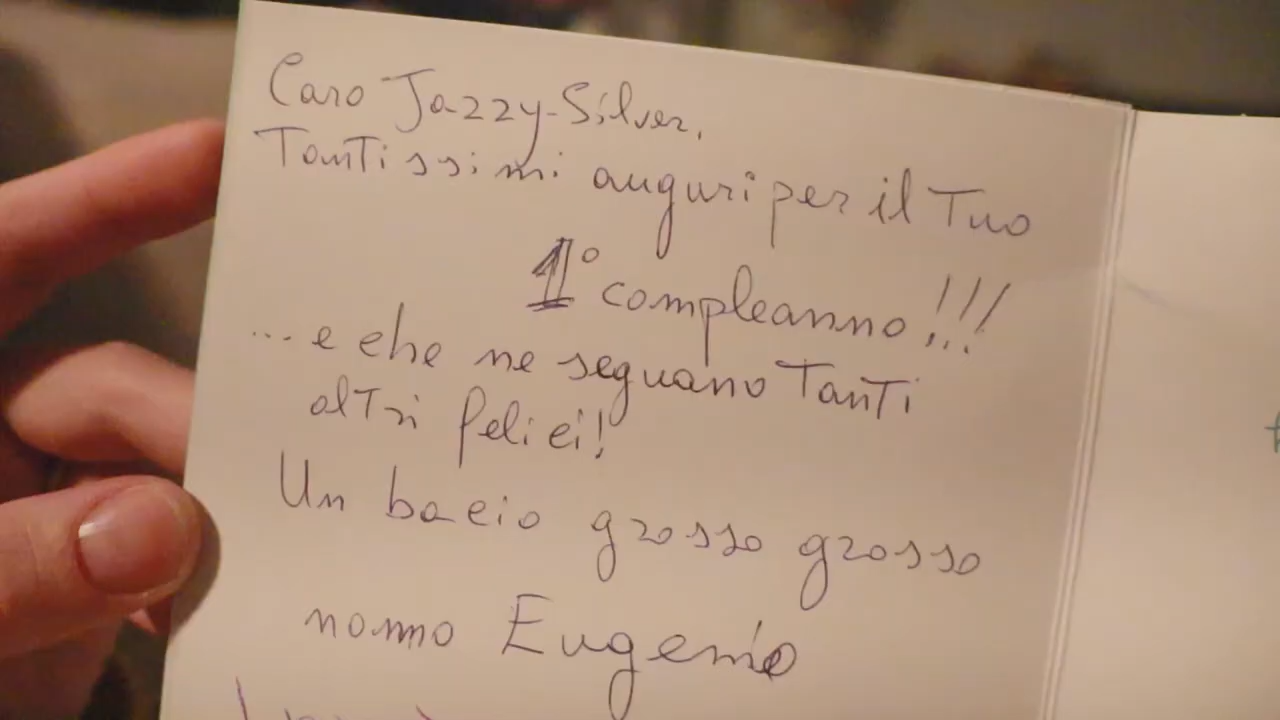 Caro Jazzy-Silver,
Tantissimi auguri per il Tuo
1° compleanno!!!
... e che ne seguano Tanti
altri felici!
Un bacio grosso grosso
nonno Eugenio